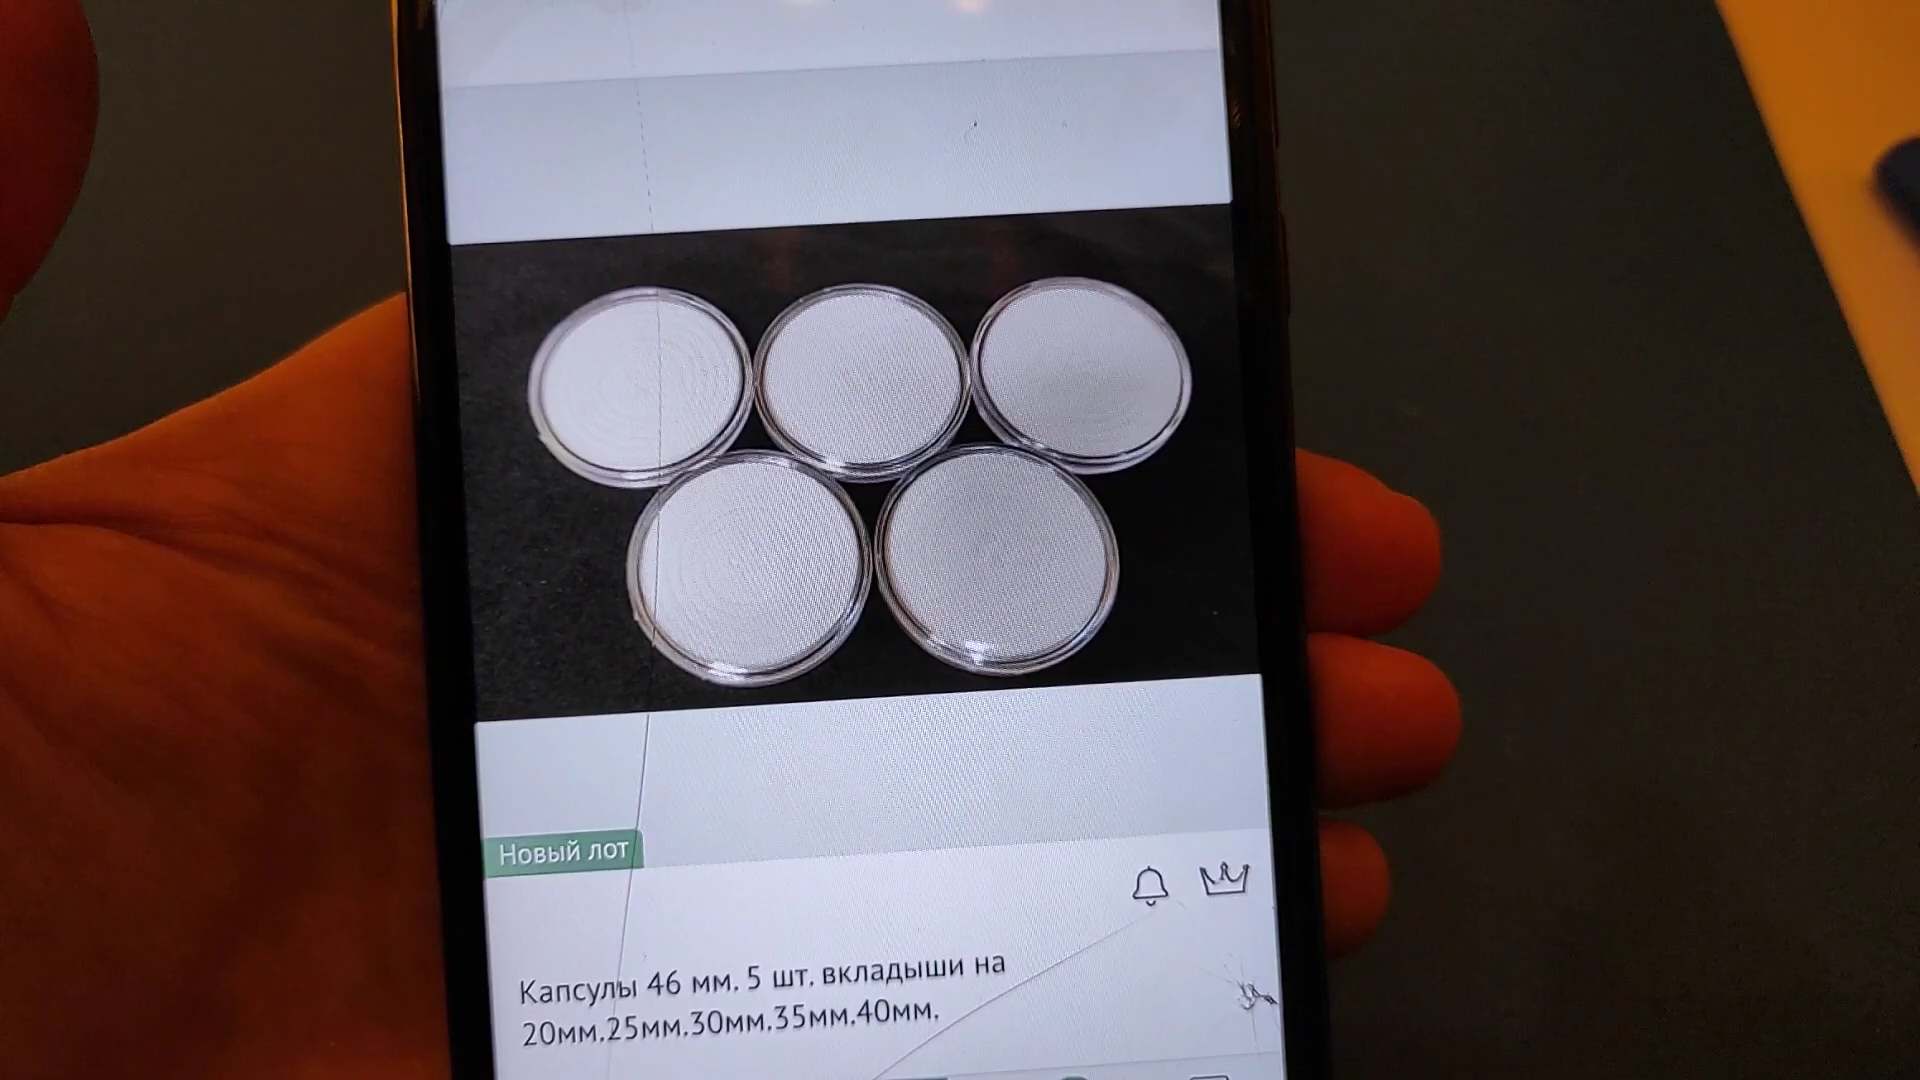 Новый лот
Капсулы 46 мм. 5 шт. вкладыши на
20мм.25мм.30мм.35мм.40мм.